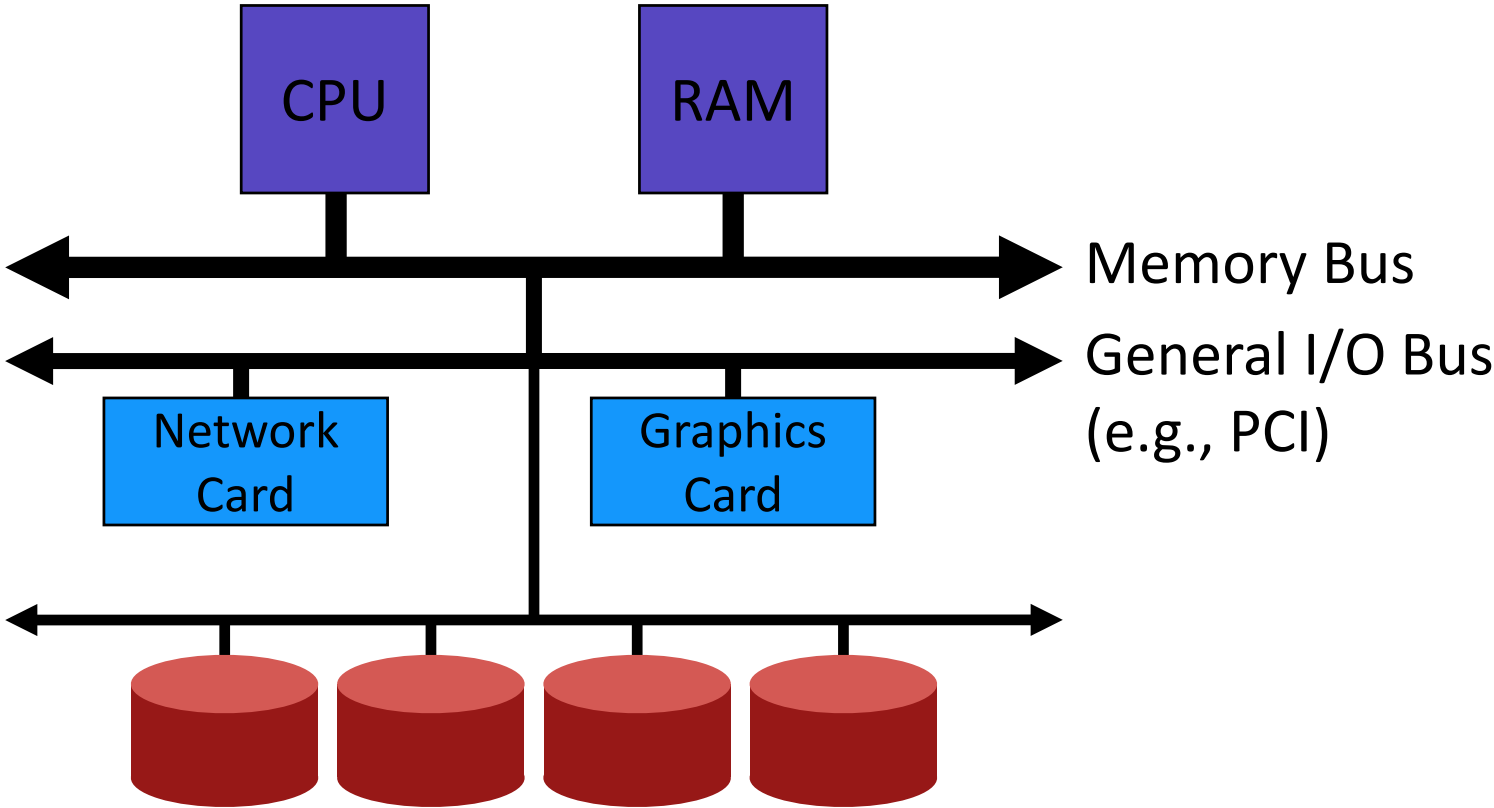 CPU
RAM
Memory Bus
General I/O Bus
(e.g., PCI)
Network
Card
Graphics
Card